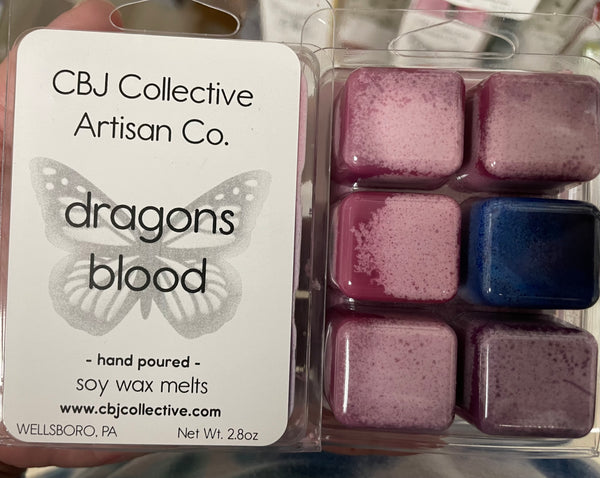 CBJ Collective
Artisan Co.
dragons
blood
- hand poured -
soy wax melts
www.cbjcollective.com
WELLSBORO, PA Net Wt. 2.8oz